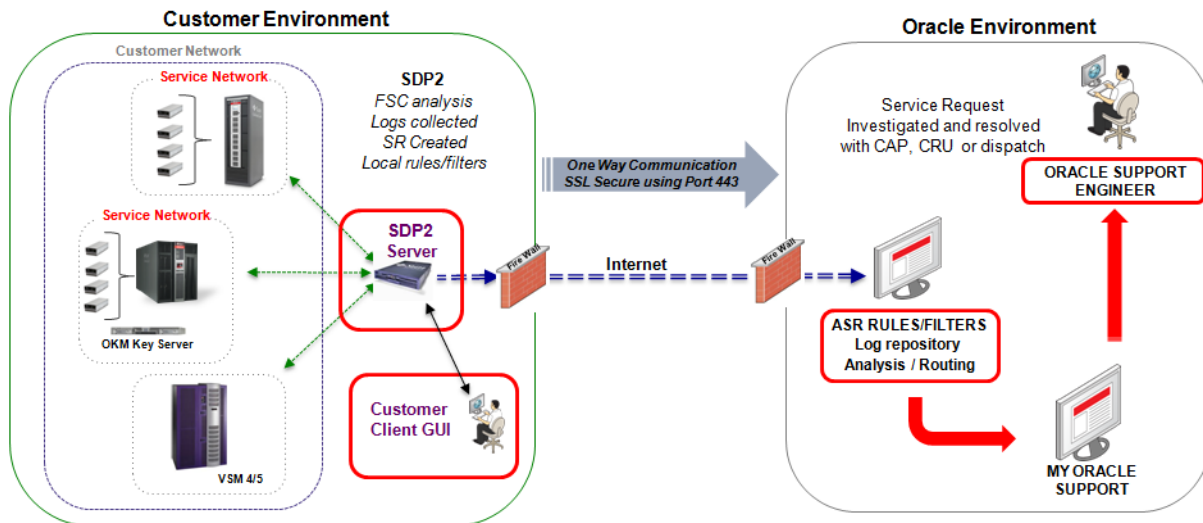 Customer Environment
Customer Network
Service Network
SDP2
FSC analysis
Logs collected
SR Created
Local rules/filters
Service Network
SDP2
Server
OKM Key Server
VSM 4/5
Customer
Client GUI
One Way Communication
SSL Secure using Port 443
Fire Wall
Internet
Fire Wall
Oracle Environment
Service Request
Investigated and resolved
with CAP, CRU or dispatch
ORACLE SUPPORT
ENGINEER
ASR RULES/FILTERS
Log repository
Analysis / Routing
MY ORACLE
SUPPORT